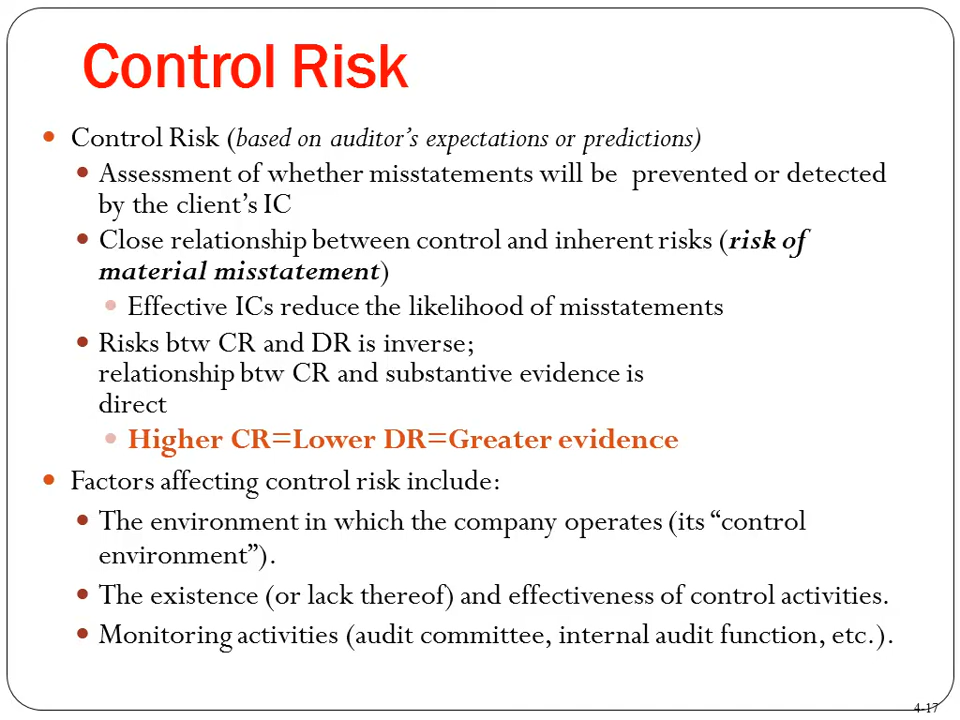 Control Risk
Control Risk (based on auditor's expectations or predictions)
Assessment of whether misstatements will be prevented or detected
by the client's IC
Close relationship between control and inherent risks (risk of
material misstatement)
Effective ICs reduce the likelihood of misstatements
Risks btw CR and DR is inverse;
relationship btw CR and substantive evidence is
direct
Higher CR=Lower DR=Greater evidence
Factors affecting control risk include:
The environment in which the company operates (its “control
environment”).
The existence (or lack thereof) and effectiveness of control activities.
Monitoring activities (audit committee, internal audit function, etc.).
4-17